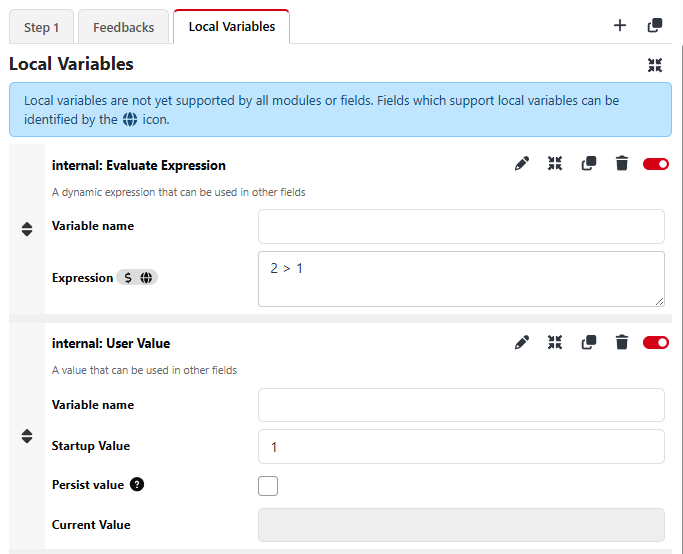 Step 1 Feedbacks Local Variables
Local Variables
Local variables are not yet supported by all modules or fields. Fields which support local variables can be
identified by the icon.
internal: Evaluate Expression
A dynamic expression that can be used in other fields
Variable name
Expression $
2 > 1
internal: User Value
A value that can be used in other fields
Variable name
Startup Value 1
Persist value ?
Current Value